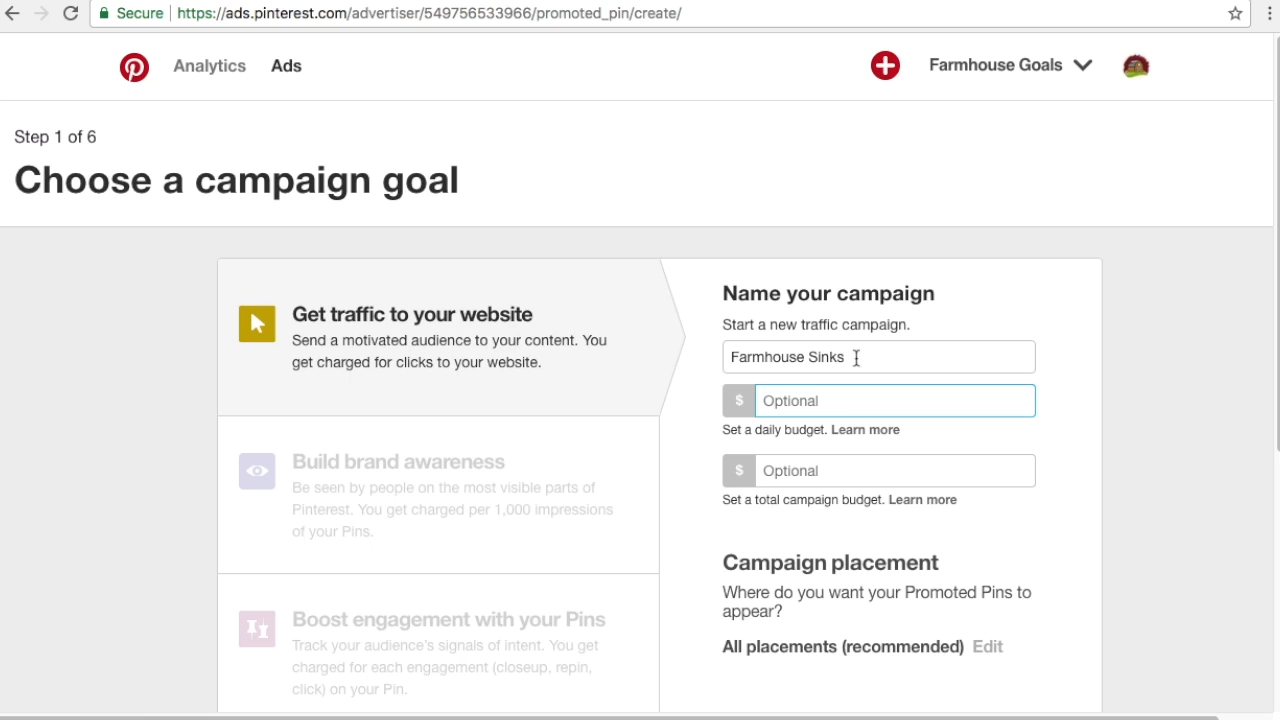 Secure https://ads.pinterest.com/advertiser/549756533966/promoted_pin/create/
Analytics Ads Farmhouse Goals
Step 1 of 6
Choose a campaign goal
Get traffic to your website
Send a motivated audience to your content. You
get charged for clicks to your website.
Build brand awareness
Be seen by people on the most visible parts of
Pinterest. You get charged per 1,000 impressions
of your Pins.
Boost engagement with your Pins
Track your audience's signals of intent. You get
charged for each engagement (closeup, repin,
click) on your Pin.
Name your campaign
Start a new traffic campaign.
Farmhouse Sinks
$ Optional
Set a daily budget. Learn more
$ Optional
Set a total campaign budget. Learn more
Campaign placement
Where do you want your Promoted Pins to
appear?
All placements (recommended) Edit